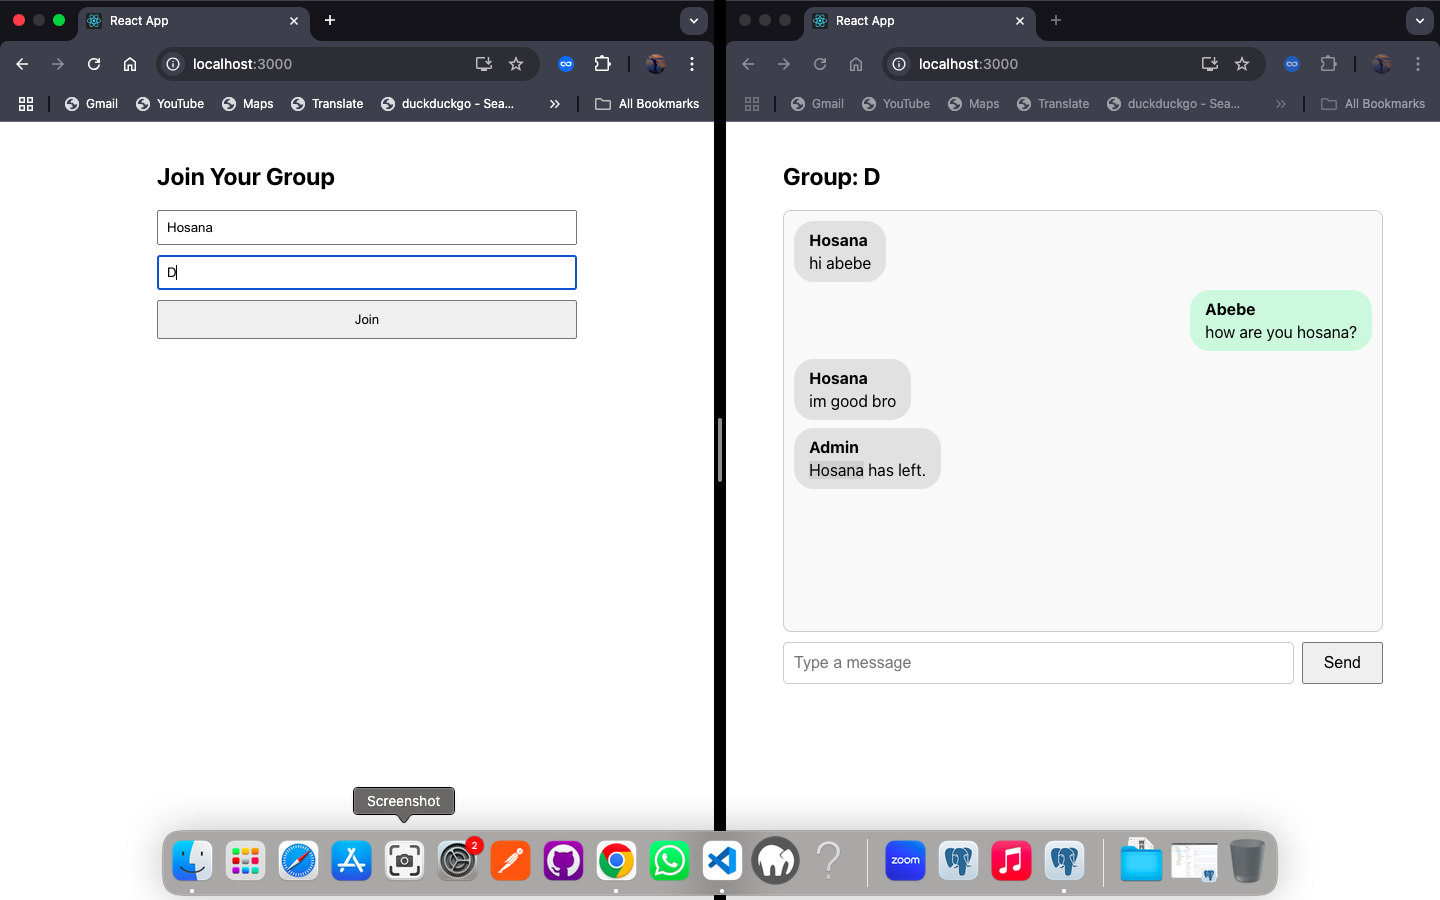 React App
localhost:3000
Gmail
YouTube
Maps
Translate
duckduckgo - Sea...
All Bookmarks
Join Your Group
Hosana
D
Join
React App
localhost:3000
Gmail
YouTube
Maps
Translate
duckduckgo - Sea...
All Bookmarks
Group: D
Hosana
hi abebe
Abebe
how are you hosana?
Hosana
im good bro
Admin
Hosana has left.
Type a message
Send
Screenshot
2
zoom